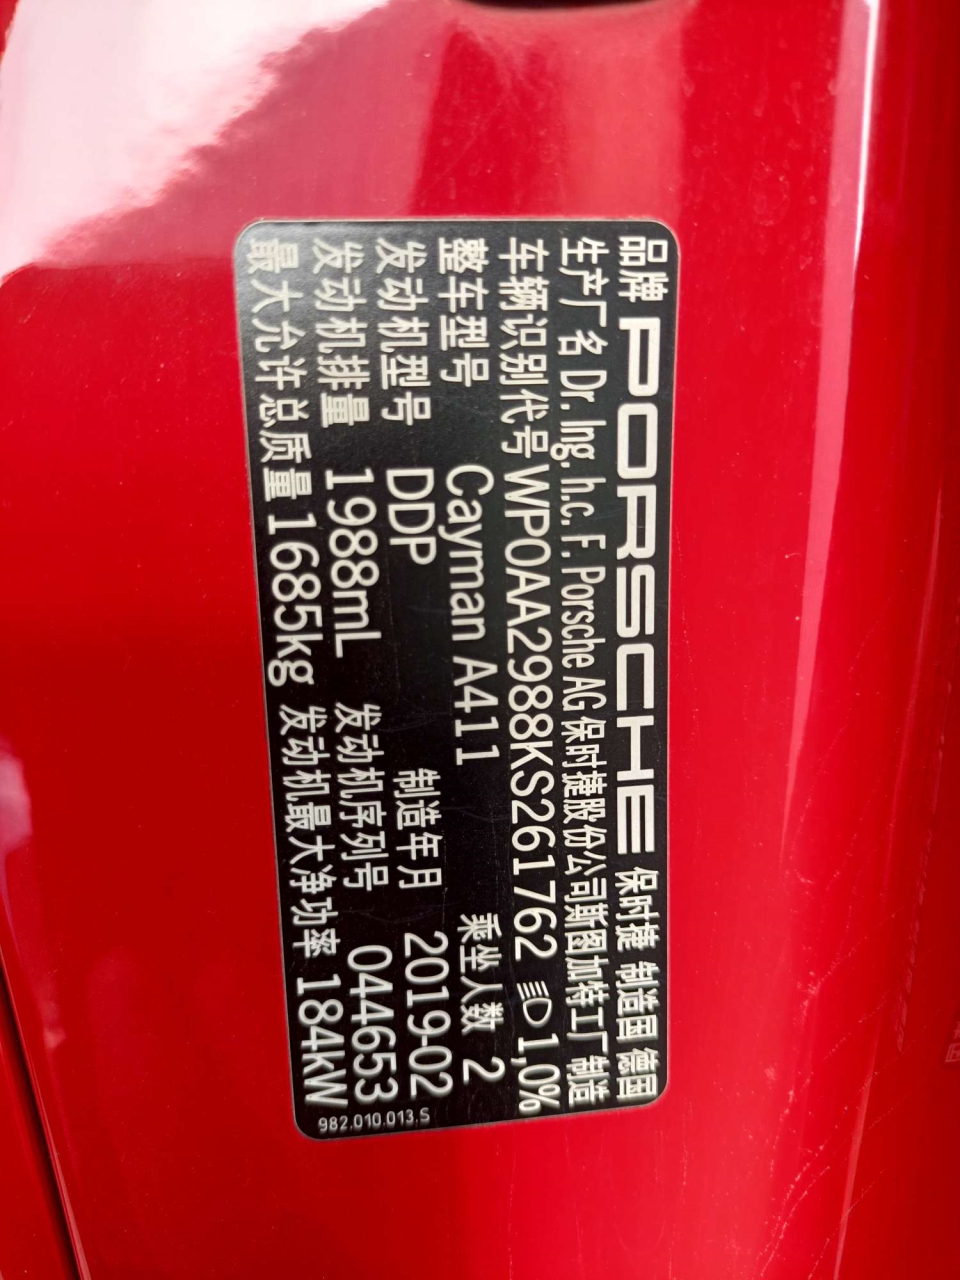 品牌 PORSCHE 保时捷 制造国 德国
生产厂名 Dr. Ing. h.c. F. Porsche AG 保时捷股份公司斯图加特工厂 制造
车辆识别代号 WP0AA2988KS261762 1,0%
整车型号 Cayman A411 乘坐人数 2
发动机型号 DDP 制造年月 2019-02
发动机排量 1988mL 发动机序列号 044653
最大允许总质量 1685kg 发动机最大净功率 184kW
982.010.013.S